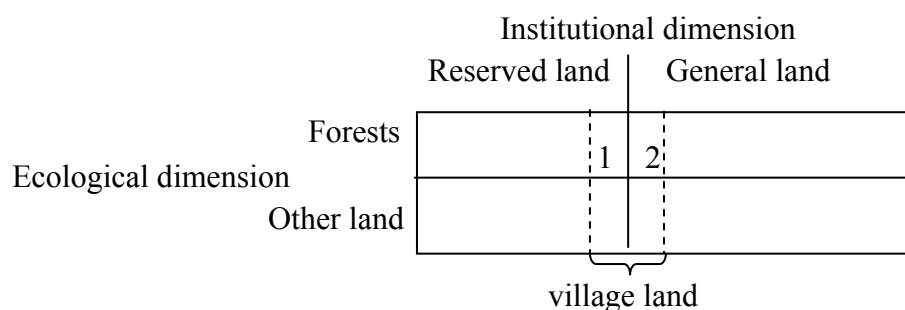 Institutional dimension
Reserved land General land
Forests
1 2
Ecological dimension
Other land
village land